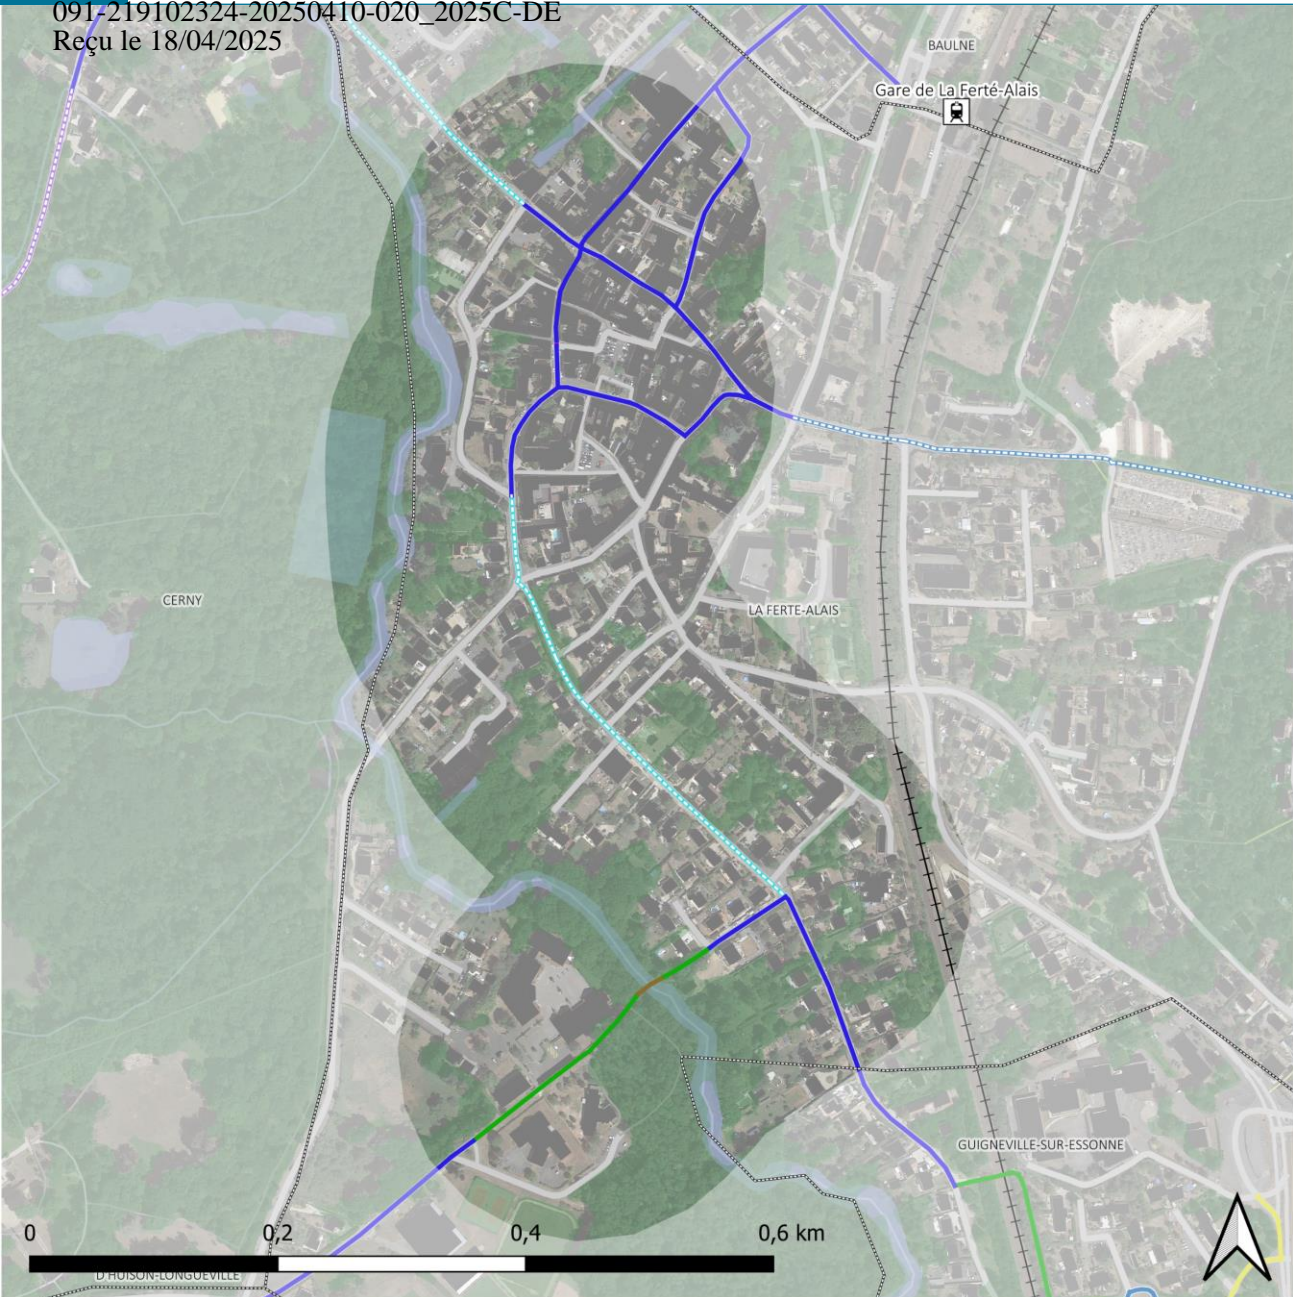 091-219102324-20250410-020_2025C-DE
Reçu le 18/04/2025
BAULNE
Gare de La Ferté-Alais
CERNY
LA FERTE-ALAIS
GUIGNEVILLE-SUR-ESSONNE
0 0,2 0,4 0,6 km
D'HUISON-LONGUEVILLE